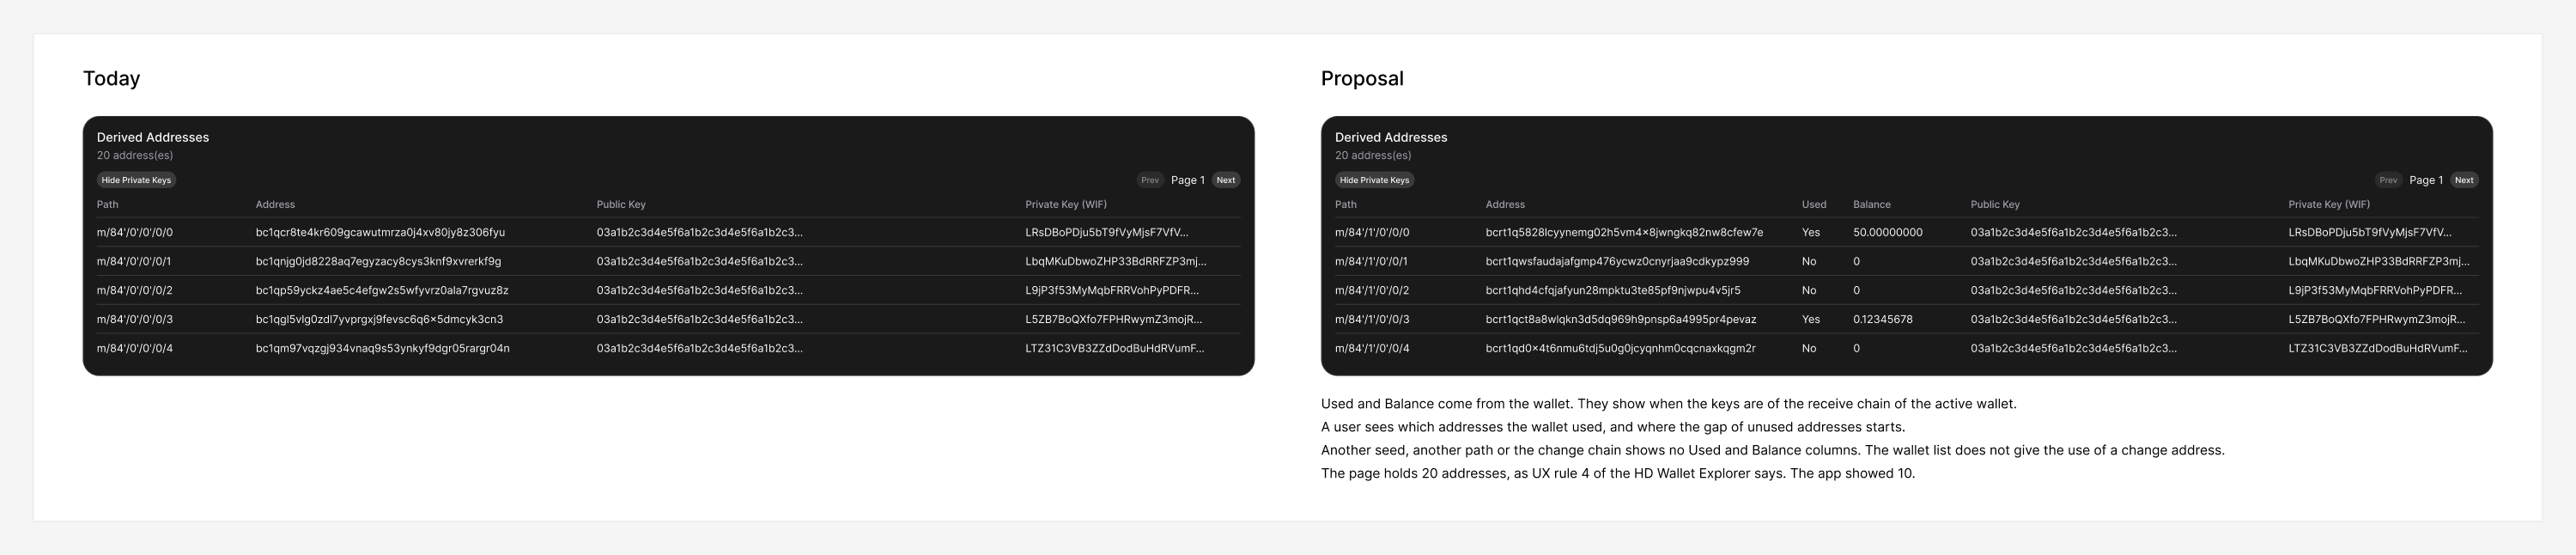 Today
Derived Addresses
20 address(es)
Hide Private Keys
Prev Page 1 Next
Path Address Public Key Private Key (WIF)
m/84'/0'/0'/0/0 bc1qcr8te4kr609gcawutmrza0j4xv80jy8z306fyu 03a1b2c3d4e5f6a1b2c3d4e5f6a1b2c3... LRsDBoPDju5bT9fVyMjsF7VfV...
m/84'/0'/0'/0/1 bc1qnjg0jd8228aq7egyzacy8cys3knf9xvrerkf9g 03a1b2c3d4e5f6a1b2c3d4e5f6a1b2c3... LbqMKuDbwoZHP33BdRRFZP3mj...
m/84'/0'/0'/0/2 bc1qp59yckz4ae5c4efgw2s5wfyvrz0ala7rgvuz8z 03a1b2c3d4e5f6a1b2c3d4e5f6a1b2c3... L9jP3f53MyMqbFRRVohPyPDFR...
m/84'/0'/0'/0/3 bc1qgl5vlg0zdl7yvprgxj9fevsc6q6×5dmcyk3cn3 03a1b2c3d4e5f6a1b2c3d4e5f6a1b2c3... L5ZB7BoQXfo7FPHRwymZ3mojR...
m/84'/0'/0'/0/4 bc1qm97vqzgj934vnaq9s53ynkyf9dgr05rargr04n 03a1b2c3d4e5f6a1b2c3d4e5f6a1b2c3... LTZ31C3VB3ZZdDodBuHdRVumF...
Proposal
Derived Addresses
20 address(es)
Hide Private Keys
Prev Page 1 Next
Path Address Used Balance Public Key Private Key (WIF)
m/84'/1'/0'/0/0 bcrt1q5828lcyynemg02h5vm4×8jwngkq82nw8cfew7e Yes 50.00000000 03a1b2c3d4e5f6a1b2c3d4e5f6a1b2c3... LRsDBoPDju5bT9fVyMjsF7VfV...
m/84'/1'/0'/0/1 bcrt1qwsfaudajafgmp476ycwz0cnyrjaa9cdkypz999 No 0 03a1b2c3d4e5f6a1b2c3d4e5f6a1b2c3... LbqMKuDbwoZHP33BdRRFZP3mj...
m/84'/1'/0'/0/2 bcrt1qhd4cfqjafyun28mpktu3te85pf9njwpu4v5jr5 No 0 03a1b2c3d4e5f6a1b2c3d4e5f6a1b2c3... L9jP3f53MyMqbFRRVohPyPDFR...
m/84'/1'/0'/0/3 bcrt1qct8a8wlqkn3d5dq969h9pnsp6a4995pr4pevaz Yes 0.12345678 03a1b2c3d4e5f6a1b2c3d4e5f6a1b2c3... L5ZB7BoQXfo7FPHRwymZ3mojR...
m/84'/1'/0'/0/4 bcrt1qd0×4t6nmu6tdj5u0g0jcyqnhm0cqcnaxkqgm2r No 0 03a1b2c3d4e5f6a1b2c3d4e5f6a1b2c3... LTZ31C3VB3ZZdDodBuHdRVumF...
Used and Balance come from the wallet. They show when the keys are of the receive chain of the active wallet.
A user sees which addresses the wallet used, and where the gap of unused addresses starts.
Another seed, another path or the change chain shows no Used and Balance columns. The wallet list does not give the use of a change address.
The page holds 20 addresses, as UX rule 4 of the HD Wallet Explorer says. The app showed 10.